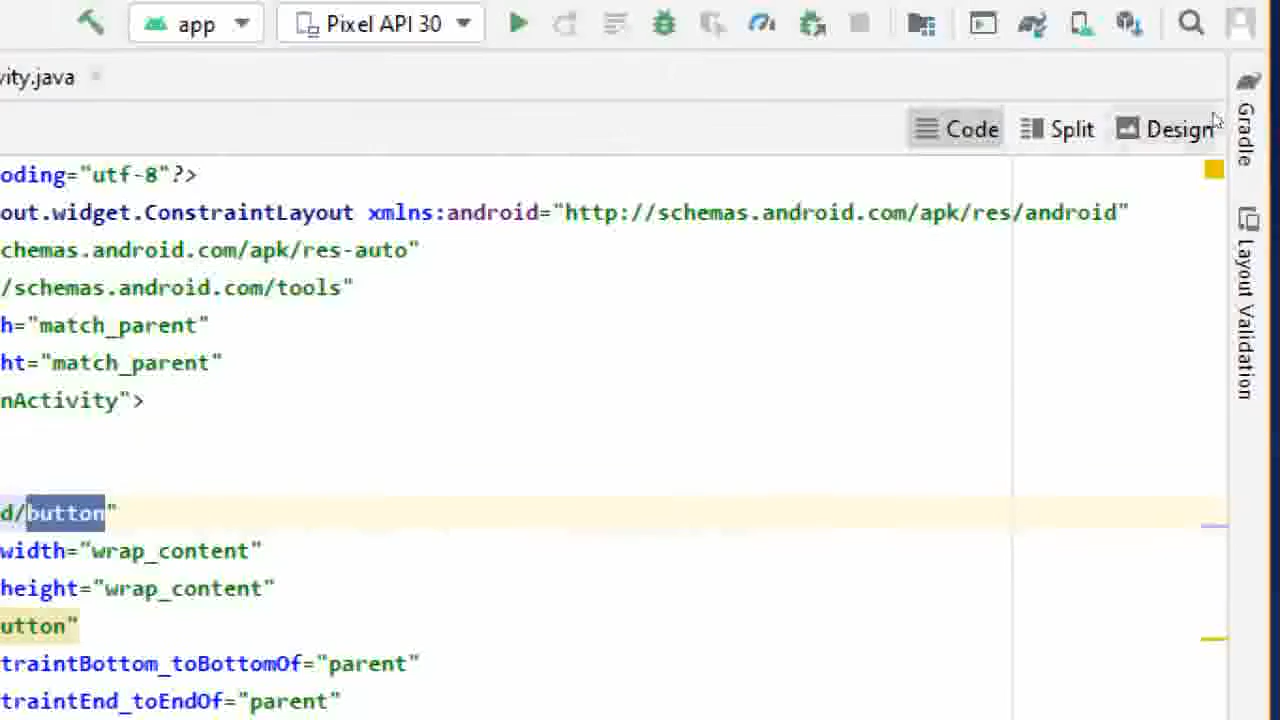 app
Pixel API 30
vity.java
Code
Split
Design
oding="utf-8"?>
out.widget.ConstraintLayout xmlns:android="http://schemas.android.com/apk/res/android"
chemas.android.com/apk/res-auto"
/schemas.android.com/tools"
h="match_parent"
ht="match_parent"
nActivity">
d/button"
width="wrap_content"
height="wrap_content"
utton"
traintBottom_toBottomOf="parent"
traintEnd_toEndOf="parent"
Gradle
Layout Validation